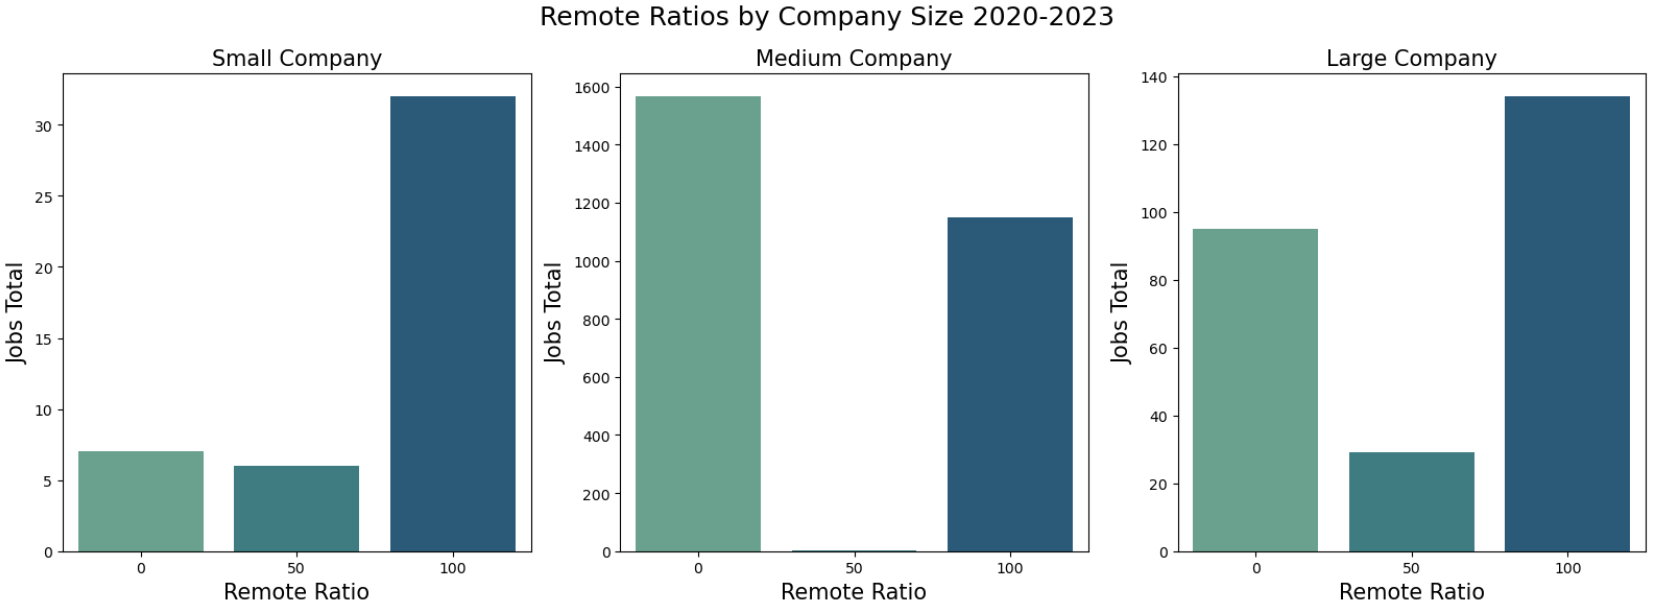 Remote Ratios by Company Size 2020-2023
Small Company
Jobs Total
30
25
20
15
10
5
0
0 50 100
Remote Ratio
Medium Company
Jobs Total
1600
1400
1200
1000
800
600
400
200
0
0 50 100
Remote Ratio
Large Company
Jobs Total
140
120
100
80
60
40
20
0
0 50 100
Remote Ratio